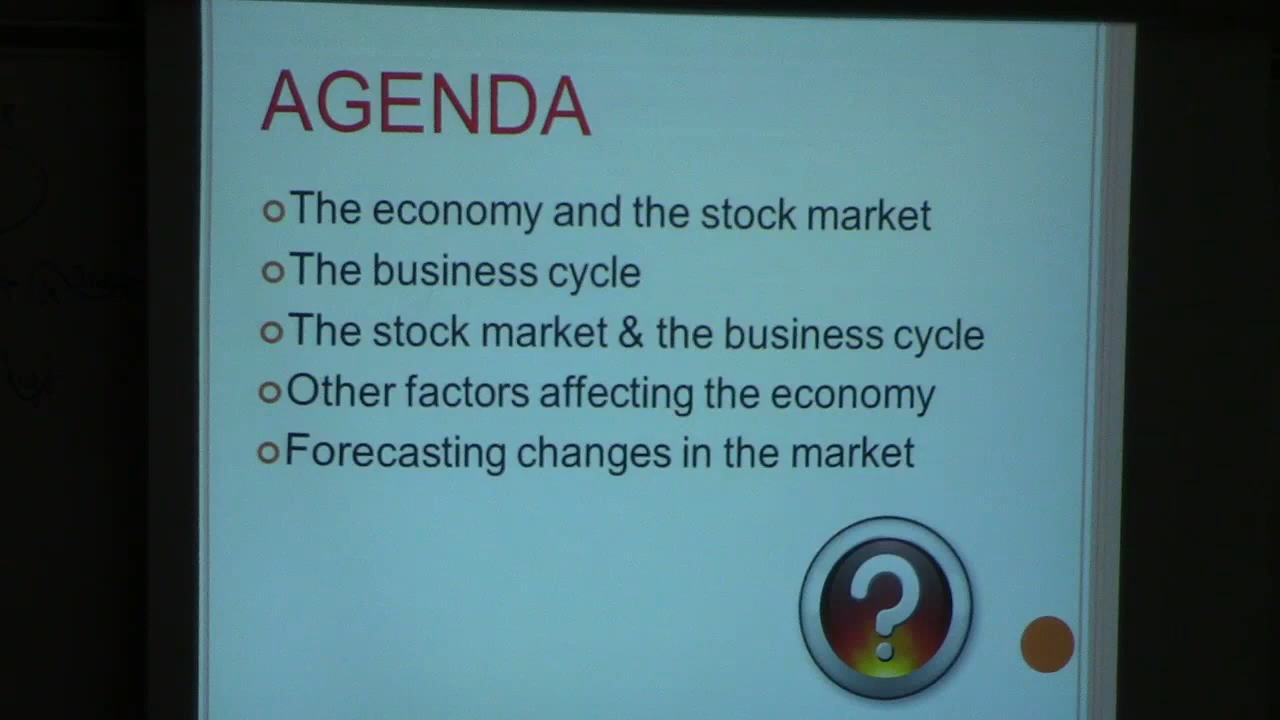 AGENDA
The economy and the stock market
The business cycle
The stock market & the business cycle
Other factors affecting the economy
Forecasting changes in the market
?